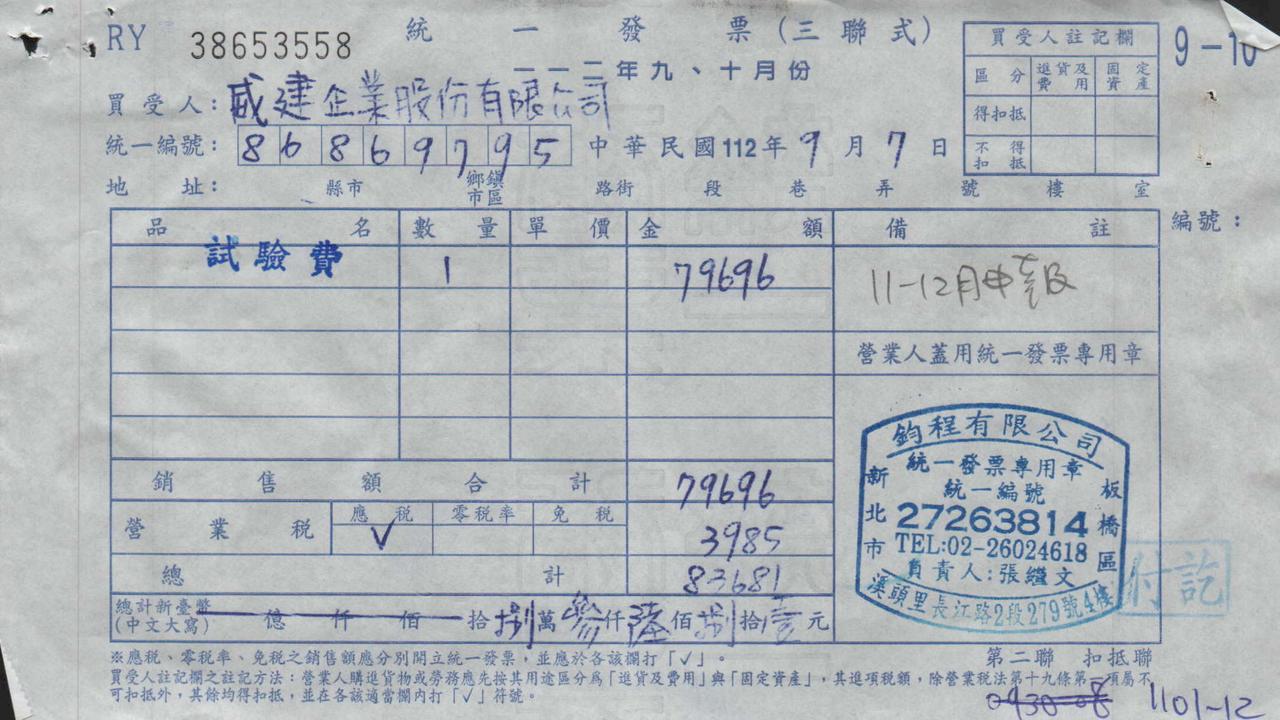 RY 38653558 統一發票(三聯式) 9-10
一一二年九、十月份
買受人註記欄
區分 進貨及費用 固定資產
得扣抵
不得扣抵
買受人:威建企業股份有限公司
統一編號: 86869795 中華民國112年9月7日
地址: 縣市 鄉鎮市區 路街 段 巷 弄 號 樓 室
品名 數量 單價 金額 備註 編號:
試驗費 1 79696 11-12月申報
營業人蓋用統一發票專用章
鈞程有限公司
統一發票專用章
統一編號
27263814
TEL:02-26024618
負責人:張繼文
新北市 板橋區
溪頭里長江路2段279號4樓
付訖
銷售額合計 79696
營業稅 應稅 √ 零稅率 免稅 3985
總計 83681
總計新臺幣(中文大寫) 億 仟 佰 拾捌萬參仟陸佰捌拾壹元
※應稅、零稅率、免稅之銷售額應分別開立統一發票,並應於各該欄打「√」。
第二聯 扣抵聯
買受人註記欄之註記方法:營業人購進貨物或勞務應先按其用途區分為「進貨及費用」與「固定資產」,其進項稅額,除營業稅法第十九條第一項屬不
可扣抵外,其餘均得扣抵,並在各該適當欄內打「√」符號。
1101-12